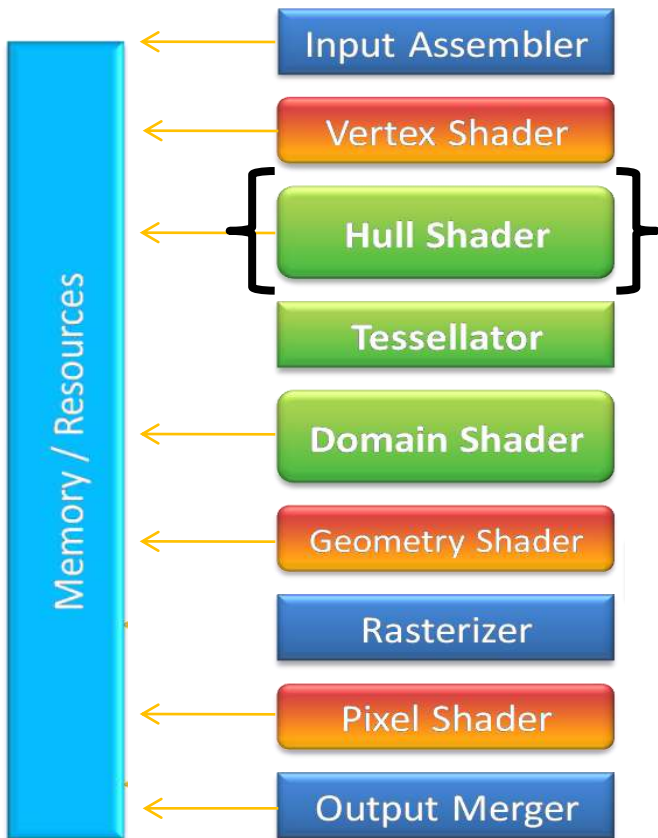 Input Assembler
Vertex Shader
Hull Shader
Tessellator
Domain Shader
Geometry Shader
Rasterizer
Pixel Shader
Output Merger
Memory / Resources